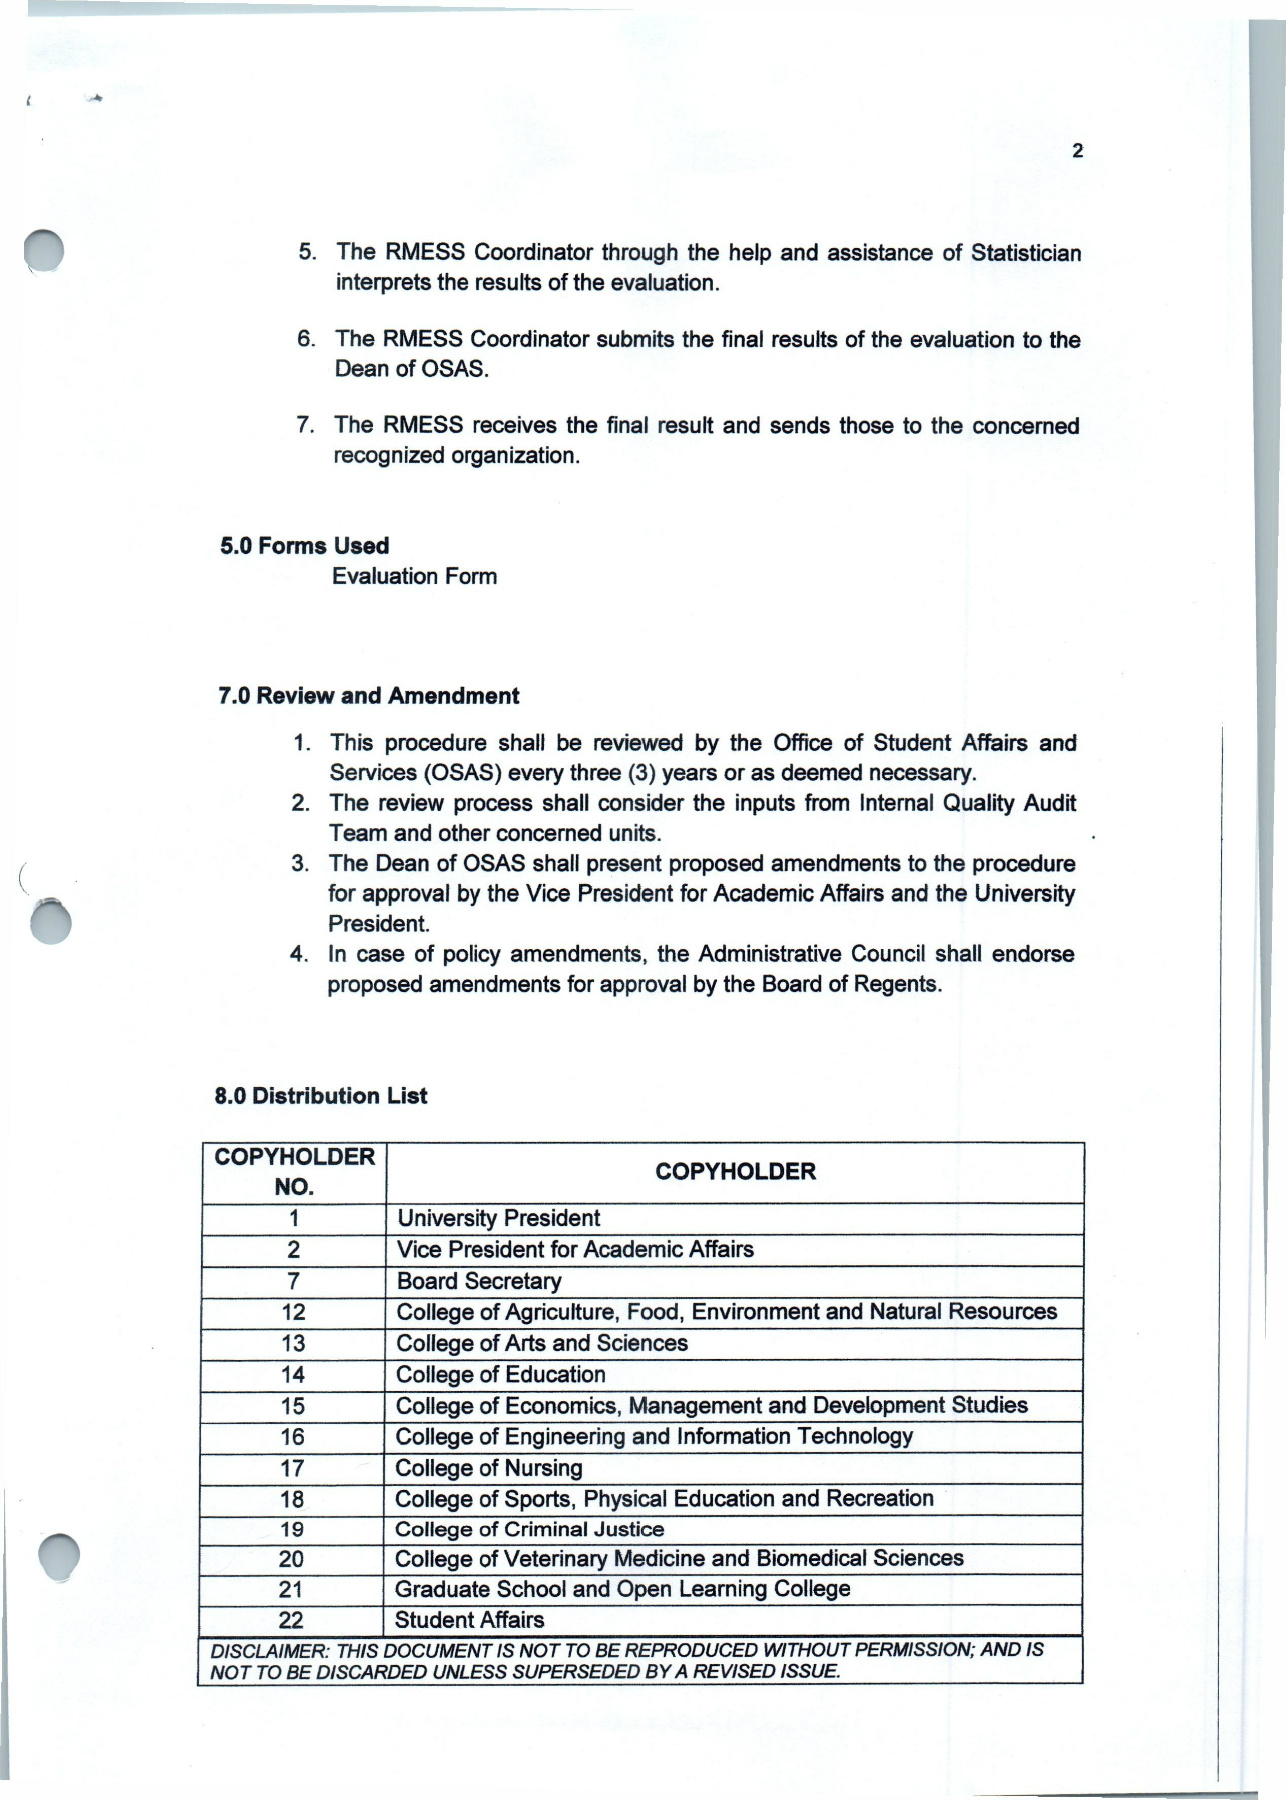 2
5. The RMESS Coordinator through the help and assistance of Statistician
interprets the results of the evaluation.
6. The RMESS Coordinator submits the final results of the evaluation to the
Dean of OSAS.
7. The RMESS receives the final result and sends those to the concerned
recognized organization.
5.0 Forms Used
Evaluation Form
7.0 Review and Amendment
1. This procedure shall be reviewed by the Office of Student Affairs and
Services (OSAS) every three (3) years or as deemed necessary.
2. The review process shall consider the inputs from Internal Quality Audit
Team and other concerned units.
3. The Dean of OSAS shall present proposed amendments to the procedure
for approval by the Vice President for Academic Affairs and the University
President.
4. In case of policy amendments, the Administrative Council shall endorse
proposed amendments for approval by the Board of Regents.
8.0 Distribution List
COPYHOLDER
NO.
COPYHOLDER
1 University President
2 Vice President for Academic Affairs
7 Board Secretary
12 College of Agriculture, Food, Environment and Natural Resources
13 College of Arts and Sciences
14 College of Education
15 College of Economics, Management and Development Studies
16 College of Engineering and Information Technology
17 College of Nursing
18 College of Sports, Physical Education and Recreation
19 College of Criminal Justice
20 College of Veterinary Medicine and Biomedical Sciences
21 Graduate School and Open Learning College
22 Student Affairs
DISCLAIMER: THIS DOCUMENT IS NOT TO BE REPRODUCED WITHOUT PERMISSION; AND IS
NOT TO BE DISCARDED UNLESS SUPERSEDED BY A REVISED ISSUE.